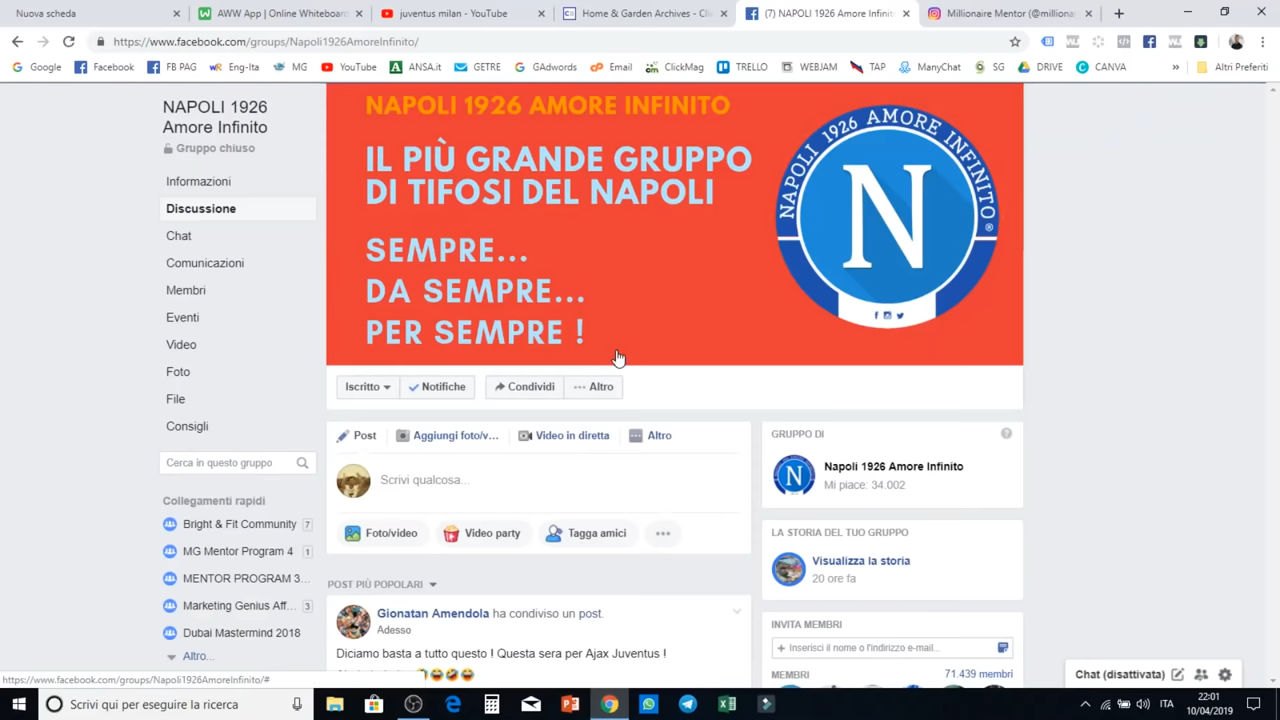 Nuova scheda
AWW App | Online Whiteboard
juventus milan - YouTube
Home & Garden Archives - Cli
(7) NAPOLI 1926 Amore Infinit
Millionaire Mentor (@milliona
https://www.facebook.com/groups/Napoli1926AmoreInfinito/
Google
Facebook
FB PAG
Eng-Ita
MG
YouTube
ANSA.it
GETRE
GAdwords
Email
ClickMag
TRELLO
WEBJAM
TAP
ManyChat
SG
DRIVE
CANVA
»
Altri Preferiti
NAPOLI 1926
Amore Infinito
Gruppo chiuso
Informazioni
Discussione
Chat
Comunicazioni
Membri
Eventi
Video
Foto
File
Consigli
Cerca in questo gruppo
Collegamenti rapidi
Bright & Fit Community 7
MG Mentor Program 4 1
MENTOR PROGRAM 3...
Marketing Genius Aff... 3
Dubai Mastermind 2018
Altro...
NAPOLI 1926 AMORE INFINITO
IL PIÙ GRANDE GRUPPO
DI TIFOSI DEL NAPOLI
SEMPRE...
DA SEMPRE...
PER SEMPRE !
NAPOLI 1926 AMORE INFINITO
N
®
Iscritto
Notifiche
Condividi
Altro
Post
Aggiungi foto/v...
Video in diretta
Altro
Scrivi qualcosa...
Foto/video
Video party
Tagga amici
POST PIÙ POPOLARI
Gionatan Amendola ha condiviso un post.
Adesso
Diciamo basta a tutto questo ! Questa sera per Ajax Juventus !
GRUPPO DI
N
Napoli 1926 Amore Infinito
Mi piace: 34.002
LA STORIA DEL TUO GRUPPO
Visualizza la storia
20 ore fa
INVITA MEMBRI
Inserisci il nome o l'indirizzo e-mail...
MEMBRI
71.439 membri
Chat (disattivata)
https://www.facebook.com/groups/Napoli1926AmoreInfinito/#
Scrivi qui per eseguire la ricerca
ITA
22:01
10/04/2019